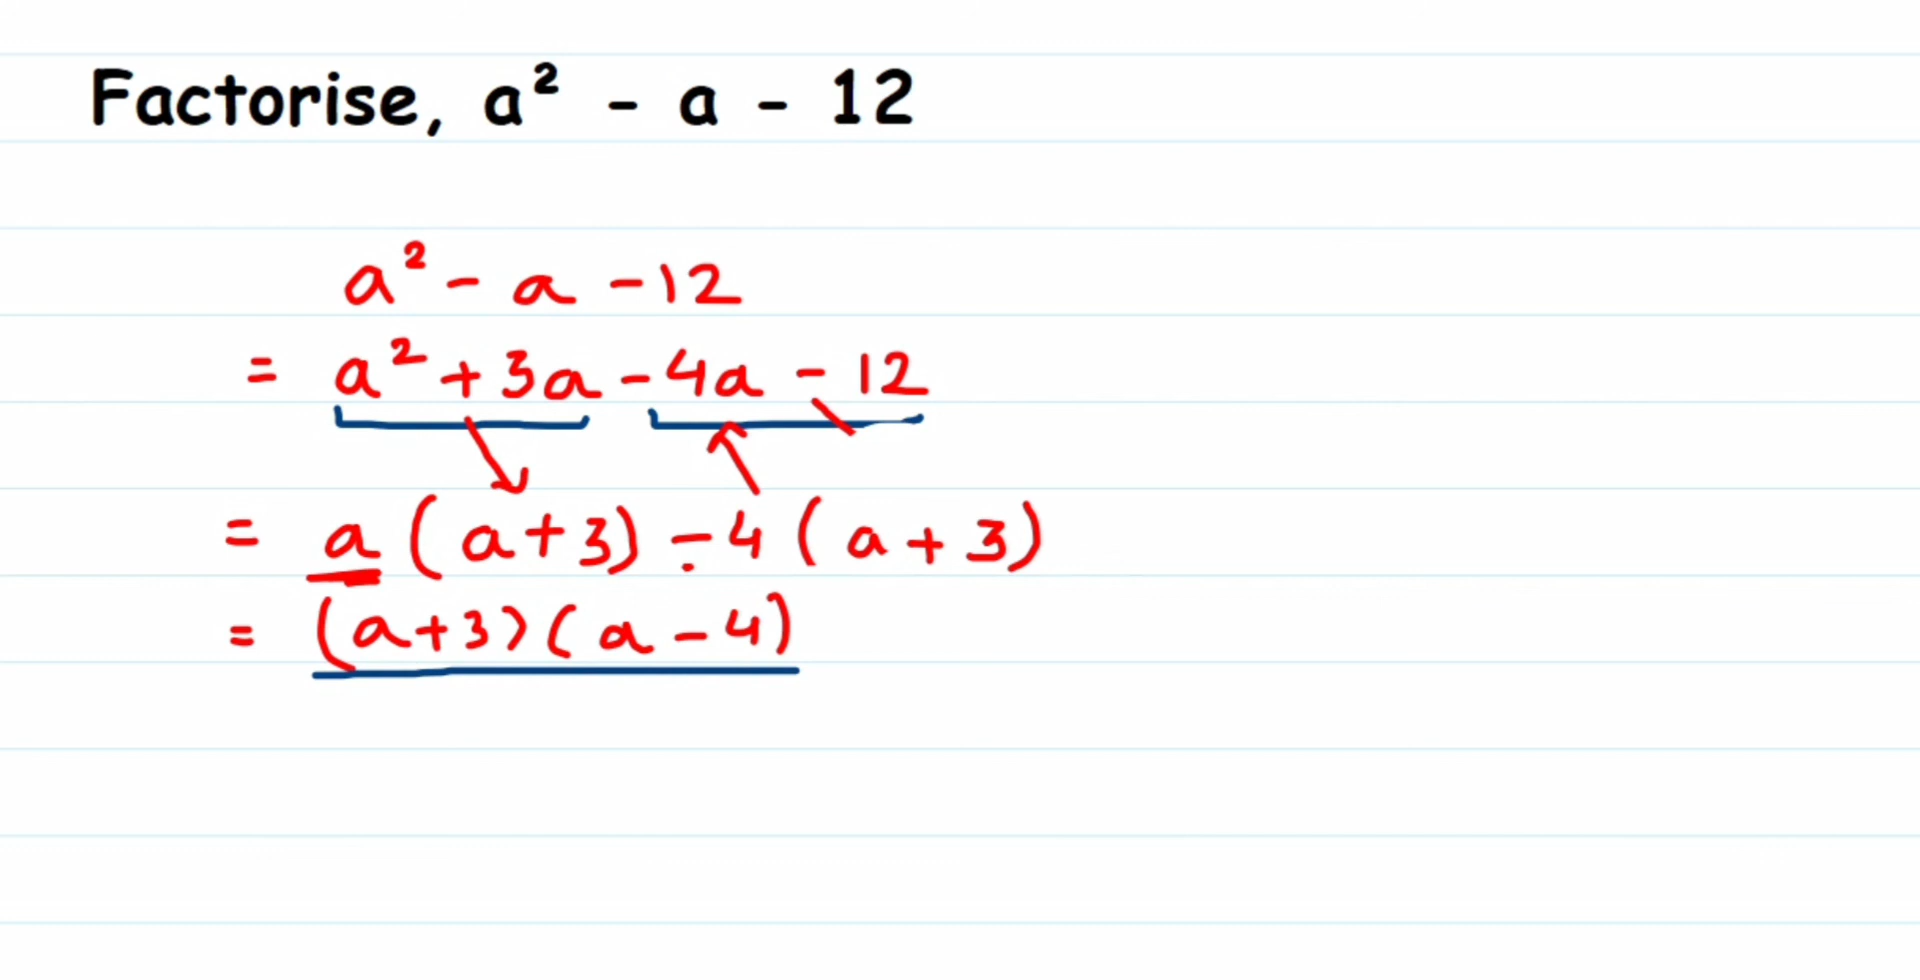 Factorise, a² - a - 12
a² - a - 12
= a² + 3a - 4a - 12
= a (a+3) - 4 (a + 3)
= (a+3) (a - 4)